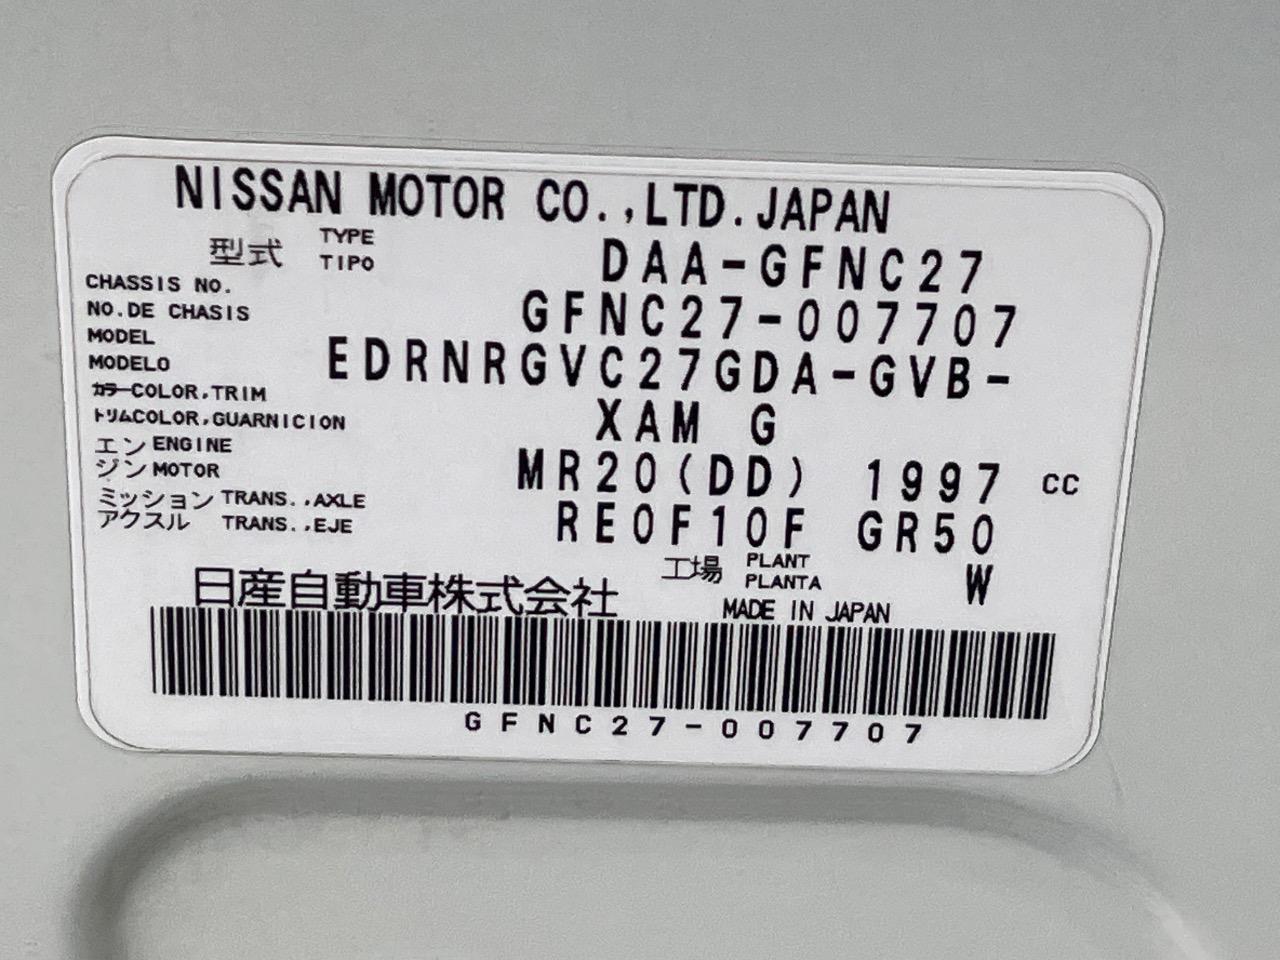 NISSAN MOTOR CO.,LTD.JAPAN
型式 TYPE TIPO DAA-GFNC27
CHASSIS NO.
NO.DE CHASIS GFNC27-007707
MODEL
MODELO EDRNRGVC27GDA-GVB-
カラーCOLOR,TRIM
トリムCOLOR,GUARNICION XAM G
エンジン ENGINE MOTOR MR20(DD) 1997 CC
ミッション TRANS.,AXLE
アクスル TRANS.,EJE RE0F10F GR50
工場 PLANT PLANTA W
日産自動車株式会社 MADE IN JAPAN
GFNC27-007707